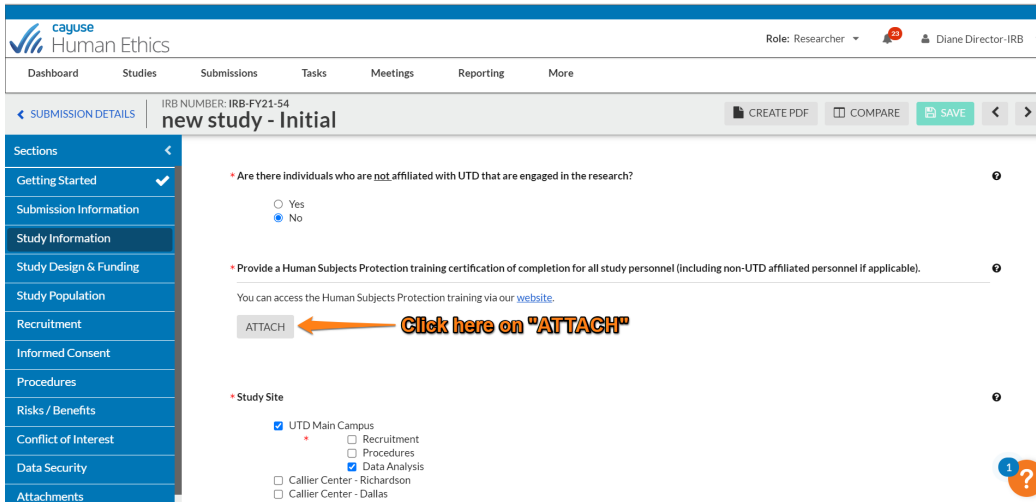 cayuse
Human Ethics
Role: Researcher
23
Diane Director-IRB
Dashboard
Studies
Submissions
Tasks
Meetings
Reporting
More
SUBMISSION DETAILS
IRB NUMBER: IRB-FY21-54
new study - Initial
CREATE PDF
COMPARE
SAVE
Sections
Getting Started
Submission Information
Study Information
Study Design & Funding
Study Population
Recruitment
Informed Consent
Procedures
Risks / Benefits
Conflict of Interest
Data Security
Attachments
* Are there individuals who are not affiliated with UTD that are engaged in the research?
Yes
No
* Provide a Human Subjects Protection training certification of completion for all study personnel (including non-UTD affiliated personnel if applicable).
You can access the Human Subjects Protection training via our website.
ATTACH
Click here on "ATTACH"
* Study Site
UTD Main Campus
* Recruitment
Procedures
Data Analysis
Callier Center - Richardson
Callier Center - Dallas
1
?